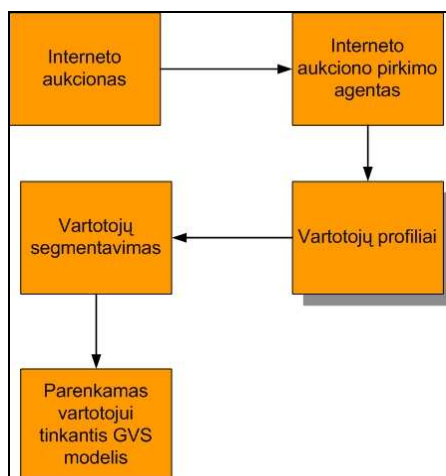 Interneto
aukcionas
Interneto
aukciono pirkimo
agentas
Vartotojų profiliai
Vartotojų
segmentavimas
Parenkamas
vartotojui
tinkantis GVS
modelis